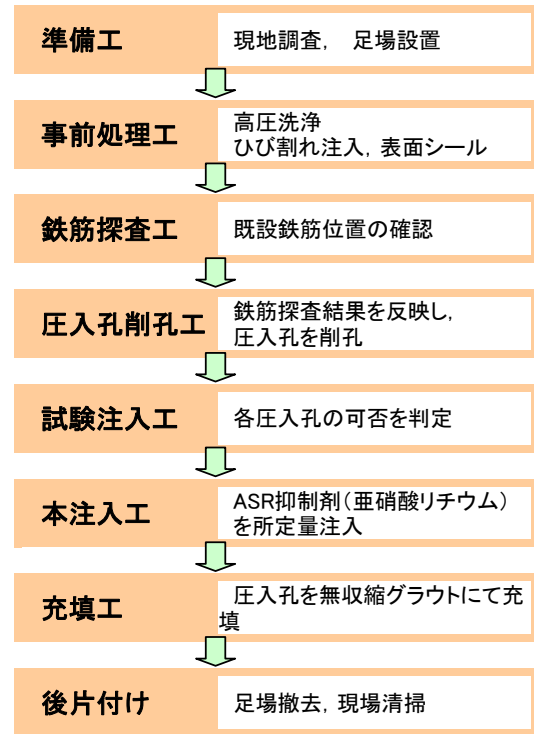 準備工
現地調査, 足場設置
事前処理工
高圧洗浄
ひび割れ注入, 表面シール
鉄筋探査工
既設鉄筋位置の確認
圧入孔削孔工
鉄筋探査結果を反映し,
圧入孔を削孔
試験注入工
各圧入孔の可否を判定
本注入工
ASR抑制剤(亜硝酸リチウム)
を所定量注入
充填工
圧入孔を無収縮グラウトにて充
填
後片付け
足場撤去, 現場清掃